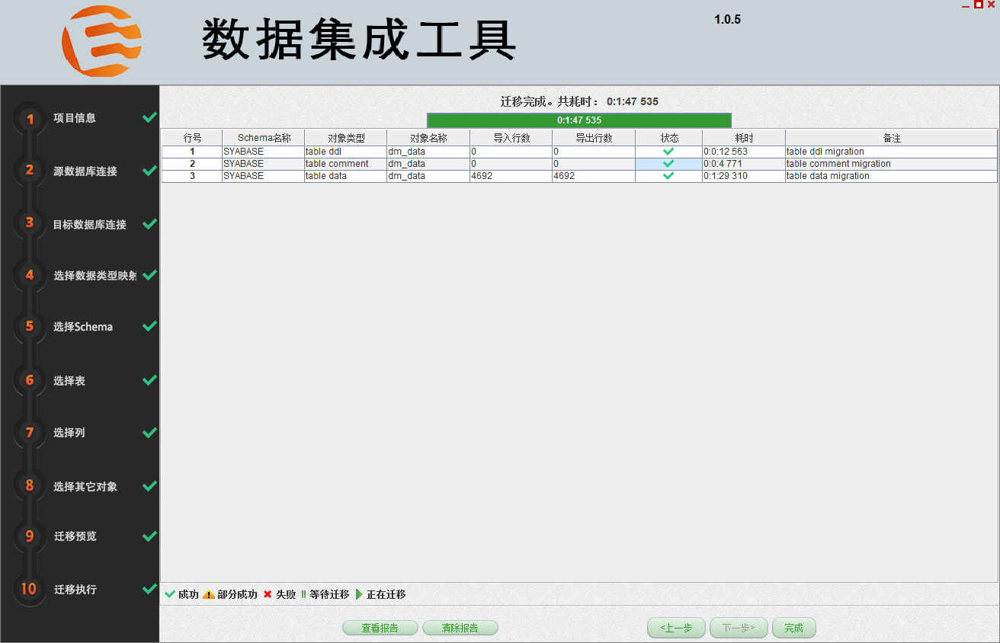 数据集成工具
1.0.5
1 项目信息
2 源数据库连接
3 目标数据库连接
4 选择数据类型映射
5 选择Schema
6 选择表
7 选择列
8 选择其它对象
9 迁移预览
10 迁移执行
迁移完成。共耗时： 0:1:47 535
0:1:47 535
行号 Schema名称 对象类型 对象名称 导入行数 导出行数 状态 耗时 备注
1 SYABASE table ddl dm_data 0 0 0:0:12 563 table ddl migration
2 SYABASE table comment dm_data 0 0 0:0:4 771 table comment migration
3 SYABASE table data dm_data 4692 4692 0:1:29 310 table data migration
成功 部分成功 失败 等待迁移 正在迁移
查看报告 清除报告 <上一步 下一步> 完成